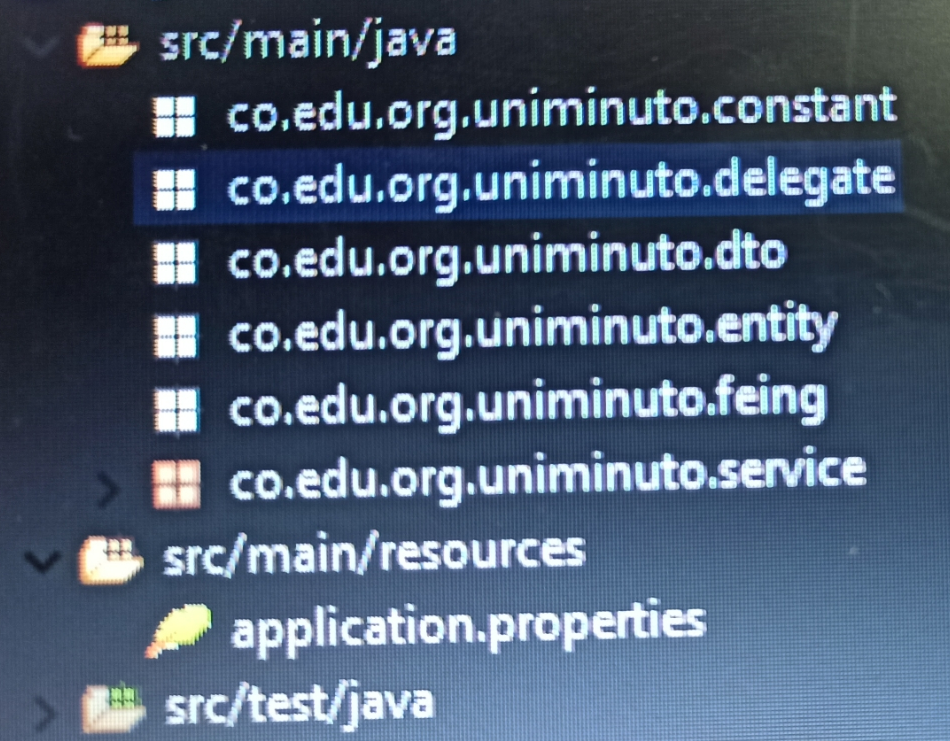 src/main/java
co.edu.org.uniminuto.constant
co.edu.org.uniminuto.delegate
co.edu.org.uniminuto.dto
co.edu.org.uniminuto.entity
co.edu.org.uniminuto.feing
co.edu.org.uniminuto.service
src/main/resources
application.properties
src/test/java